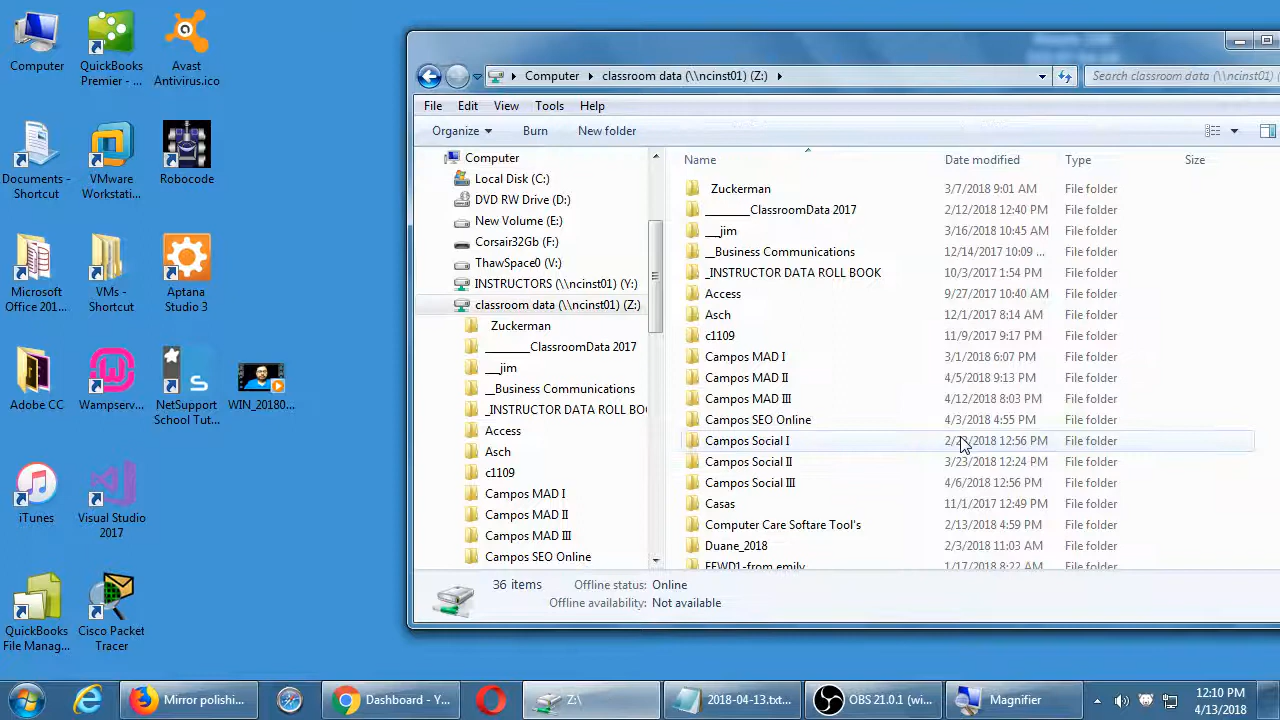 Computer
QuickBooks
Premier - ...
Avast
Antivirus.ico
Documents -
Shortcut
VMware
Workstati...
Robocode
Microsoft
Office 201...
VMs -
Shortcut
Aptana
Studio 3
Adobe CC
Wampserv...
NetSupport
School Tut...
WIN_20180...
iTunes
Visual Studio
2017
QuickBooks
File Manag...
Cisco Packet
Tracer
Computer
classroom data (\\ncinst01) (Z:)
Search classroom data (\\ncinst01) (
File Edit View Tools Help
Organize Burn New folder
Computer
Local Disk (C:)
DVD RW Drive (D:)
New Volume (E:)
Corsair32Gb (F:)
ThawSpace0 (V:)
INSTRUCTORS (\\ncinst01) (Y:)
classroom data (\\ncinst01) (Z:)
Zuckerman
________ClassroomData 2017
___jim
__Business Communications
_INSTRUCTOR DATA ROLL BO
Access
Asch
c1109
Campos MAD I
Campos MAD II
Campos MAD III
Campos SEO Online
Name Date modified Type Size
Zuckerman 3/7/2018 9:01 AM File folder
________ClassroomData 2017 2/12/2018 12:40 PM File folder
___jim 3/16/2018 10:45 AM File folder
__Business Communications 12/14/2017 10:09 ... File folder
_INSTRUCTOR DATA ROLL BOOK 10/3/2017 1:54 PM File folder
Access 9/27/2017 10:40 AM File folder
Asch 12/1/2017 8:14 AM File folder
c1109 11/9/2017 9:17 PM File folder
Campos MAD I 3/1/2018 6:07 PM File folder
Campos MAD II 4/5/2018 9:13 PM File folder
Campos MAD III 4/12/2018 8:03 PM File folder
Campos SEO Online 4/3/2018 4:55 PM File folder
Campos Social I 12:56 PM File folder
Campos Social II 3/23/2018 12:24 PM File folder
Campos Social III 4/6/2018 12:56 PM File folder
Casas 11/1/2017 12:49 PM File folder
Computer Care Softare Tool's 2/13/2018 4:59 PM File folder
Duane_2018 2/3/2018 11:03 AM File folder
FEWD1-from emily 1/17/2018 8:22 AM File folder
36 items Offline status: Online
Offline availability: Not available
Mirror polishi...
Dashboard - Y...
Z:\
2018-04-13.txt...
OBS 21.0.1 (wi...
Magnifier
12:10 PM
4/13/2018